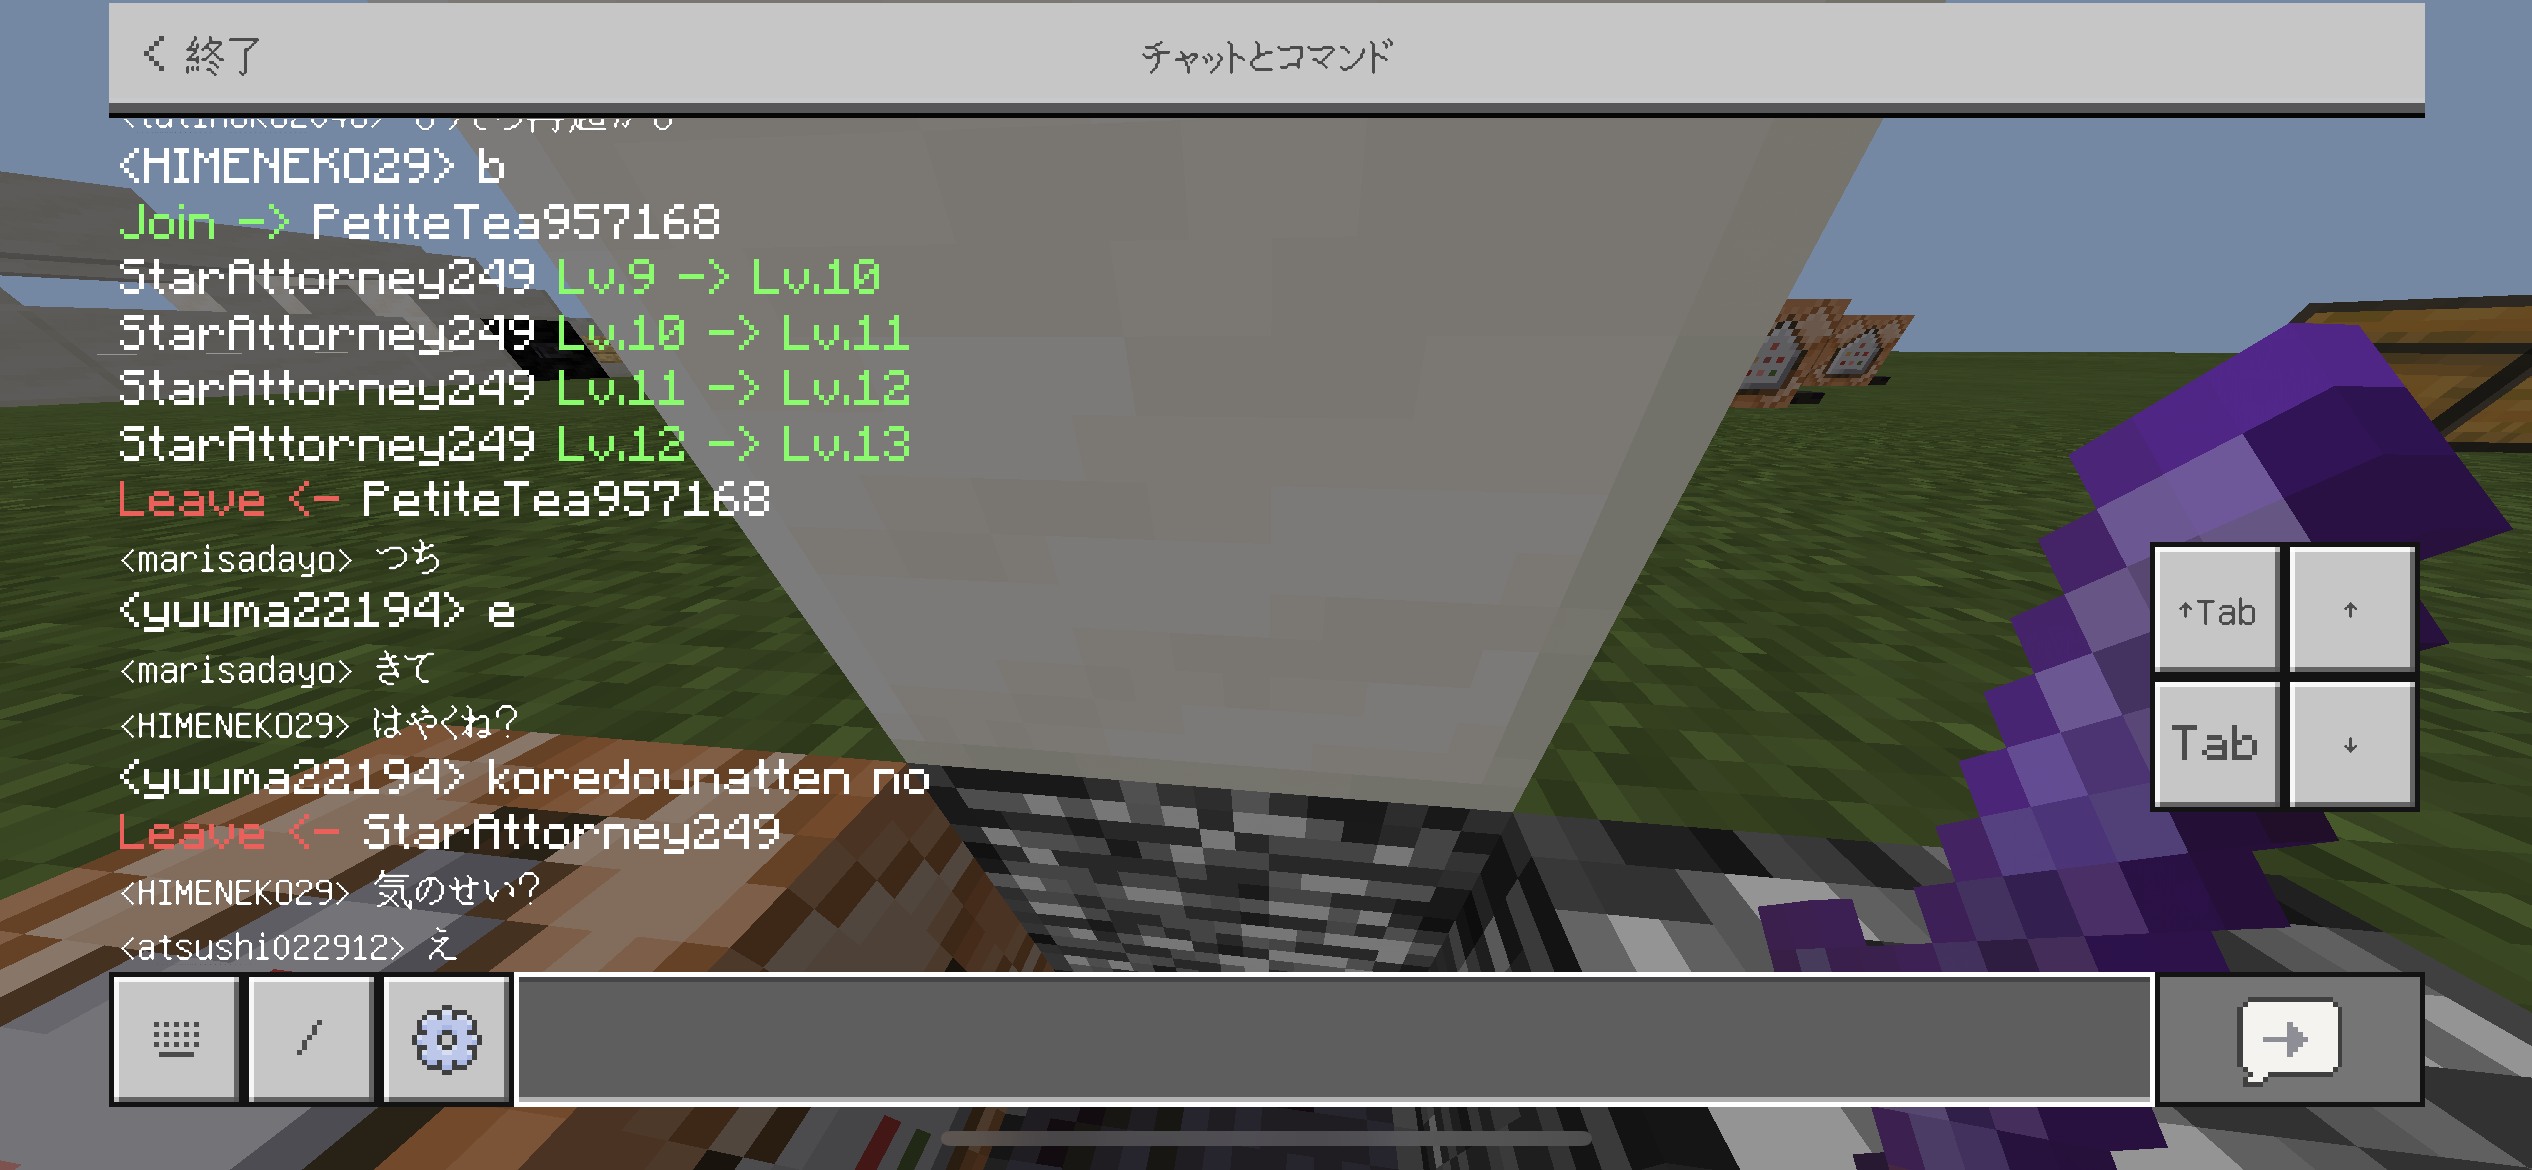 < 終了
チャットとコマンド
<HIMENEKO29> b
Join -> PetiteTea957168
StarAttorney249 Lv.9 -> Lv.10
StarAttorney249 Lv.10 -> Lv.11
StarAttorney249 Lv.11 -> Lv.12
StarAttorney249 Lv.12 -> Lv.13
Leave <- PetiteTea957168
<marisadayo> つち
<yuuma22194> e
<marisadayo> きて
<HIMENEKO29> はやくね?
<yuuma22194> koredounatten no
Leave <- StarAttorney249
<HIMENEKO29> 気のせい?
<atsushi022912> え
↑Tab
↑
Tab
↓
/